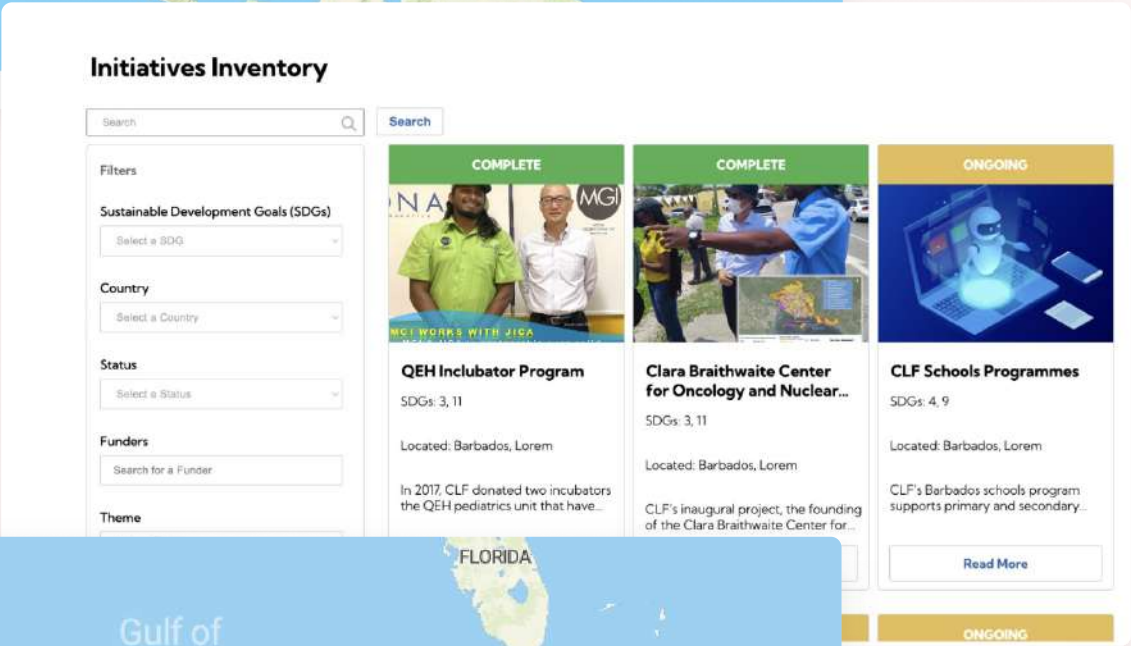 Initiatives Inventory
Search
Search
Filters
Sustainable Development Goals (SDGs)
Select a SDG
Country
Select a Country
Status
Select a Status
Funders
Search for a Funder
Theme
COMPLETE
MGI
MGI WORKS WITH JICA
QEH Inclubator Program
SDGs: 3, 11
Located: Barbados, Lorem
In 2017, CLF donated two incubators
the QEH pediatrics unit that have...
COMPLETE
Clara Braithwaite Center
for Oncology and Nuclear...
SDGs: 3, 11
Located: Barbados, Lorem
CLF's inaugural project, the founding
of the Clara Braithwaite Center for...
ONGOING
CLF Schools Programmes
SDGs: 4, 9
Located: Barbados, Lorem
CLF's Barbados schools program
supports primary and secondary...
Read More
ONGOING
FLORIDA
Gulf of